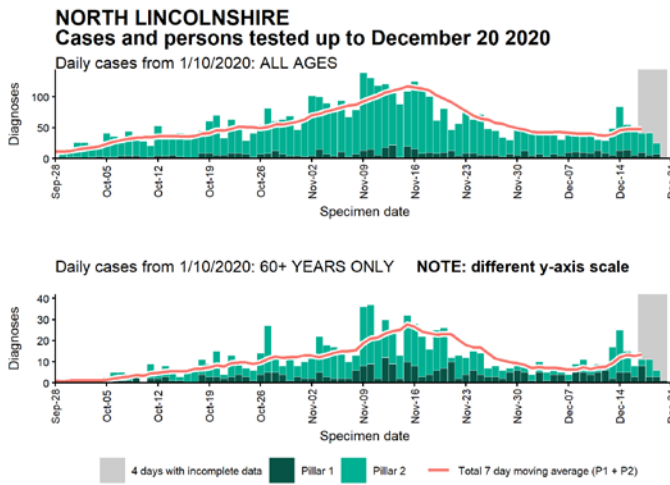 NORTH LINCOLNSHIRE
Cases and persons tested up to December 20 2020
Daily cases from 1/10/2020: ALL AGES
Diagnoses
100
50
0
Sep-28 Oct-05 Oct-12 Oct-19 Oct-26 Nov-02 Nov-09 Nov-16 Nov-23 Nov-30 Dec-07 Dec-14
Specimen date
Daily cases from 1/10/2020: 60+ YEARS ONLY NOTE: different y-axis scale
Diagnoses
40
30
20
10
0
Sep-28 Oct-05 Oct-12 Oct-19 Oct-26 Nov-02 Nov-09 Nov-16 Nov-23 Nov-30 Dec-07 Dec-14
Specimen date
4 days with incomplete data Pillar 1 Pillar 2 Total 7 day moving average (P1 + P2)